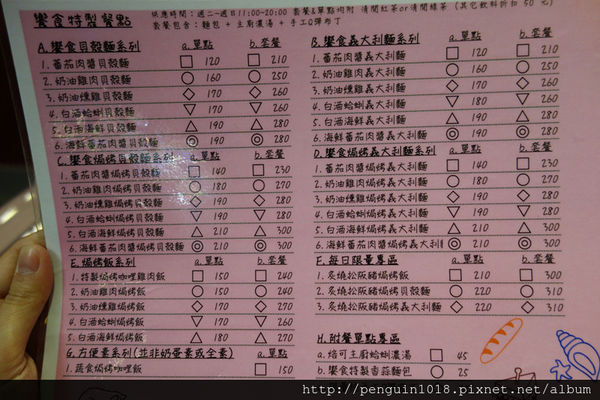 饗食特製餐點
供應時間：週二~週日11:00-20:00 套餐&單點均附 清閒紅茶or清閒綠茶 (其它飲料折扣 50 元)
套餐包含：麵包 + 主廚濃湯 + 手工Q彈布丁
A. 饗食貝殼麵系列 a. 單點 b. 套餐
1. 番茄肉醬貝殼麵 □ 120 □ 210
2. 奶油雞肉貝殼麵 ○ 160 ○ 250
3. 奶油燻雞貝殼麵 ◇ 170 ◇ 260
4. 白酒蛤蜊貝殼麵 ▽ 170 ▽ 260
5. 白酒海鮮貝殼麵 △ 190 △ 280
6. 海鮮番茄肉醬貝殼麵 ◎ 190 ◎ 280
B. 饗食義大利麵系列 a. 單點 b. 套餐
1. 番茄肉醬義大利麵 □ 120 □ 210
2. 奶油雞肉義大利麵 ○ 160 ○ 250
3. 奶油燻雞義大利麵 ◇ 170 ◇ 260
4. 白酒蛤蜊義大利麵 ▽ 180 ▽ 260
5. 白酒海鮮義大利麵 △ 190 △ 280
6. 海鮮番茄肉醬義大利麵 ◎ 190 ◎ 280
C. 饗食焗烤貝殼麵系列 a. 單點 b. 套餐
1. 番茄肉醬焗烤貝殼麵 □ 140 □ 230
2. 奶油雞肉焗烤貝殼麵 ○ 180 ○ 270
3. 奶油燻雞焗烤貝殼麵 ◇ 190 ◇ 280
4. 白酒蛤蜊焗烤貝殼麵 ▽ 190 ▽ 280
5. 白酒海鮮焗烤貝殼麵 △ 210 △ 300
6. 海鮮番茄肉醬焗烤貝殼麵 ◎ 210 ◎ 300
D. 饗食焗烤義大利麵系列 a. 單點 b. 套餐
1. 番茄肉醬焗烤義大利麵 □ 140 □ 230
2. 奶油雞肉焗烤義大利麵 ○ 180 ○ 270
3. 奶油燻雞焗烤義大利麵 ◇ 190 ◇ 280
4. 白酒蛤蜊焗烤義大利麵 ▽ 190 ▽ 280
5. 白酒海鮮焗烤義大利麵 △ 210 △ 300
6. 海鮮番茄肉醬焗烤義大利麵 ◎ 210 ◎ 300
E. 焗烤飯系列 a. 單點 b. 套餐
1. 特製焗烤咖哩雞肉飯 □ 150 □ 240
2. 奶油雞肉焗烤飯 ○ 150 ○ 240
3. 奶油燻雞焗烤飯 ◇ 170 ◇ 270
4. 白酒蛤蜊焗烤飯 ▽ 170 ▽ 260
5. 白酒海鮮焗烤飯 △ 180 △ 280
F. 每日限量專區 a. 單點 b. 套餐
1. 炙燒松阪豬焗烤飯 □ 210 □ 300
2. 炙燒松阪豬焗烤貝殼麵 ○ 220 ○ 310
3. 炙燒松阪豬焗烤義大利麵 ◇ 220 ◇ 310
G. 方便素系列(並非奶蛋素或全素) a. 單點
1. 蔬食焗烤咖哩飯 □ 150
H. 附餐單點專區
a. 焙可主廚蛤蜊濃湯 □ 45
b. 饗食特製香蒜麵包 ○ 25
http://penguin1018.pixnet.net/album